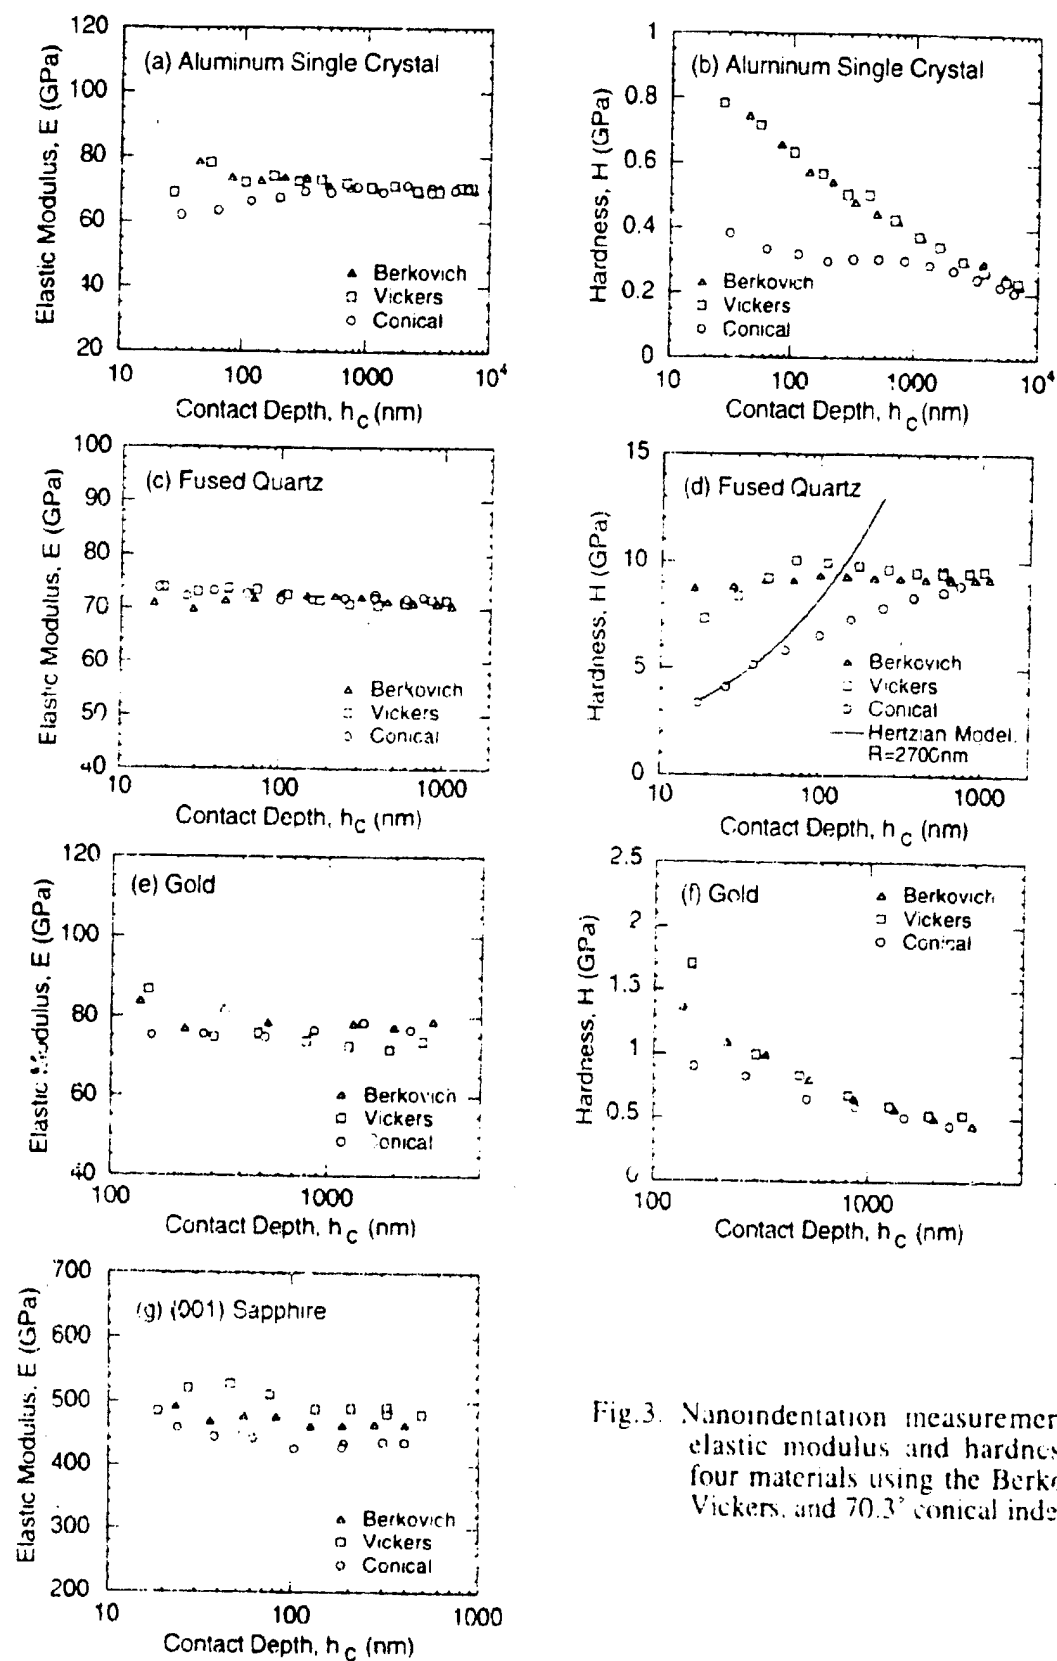 120
100
80
60
40
20
Elastic Modulus, E (GPa)
(a) Aluminum Single Crystal
Berkovich
Vickers
Conical
10
100
1000
10⁴
Contact Depth, hc (nm)
1
0.8
0.6
0.4
0.2
0
Hardness, H (GPa)
(b) Aluminum Single Crystal
Berkovich
Vickers
Conical
10
100
1000
10⁴
Contact Depth, hc (nm)
100
90
80
70
60
50
40
Elastic Modulus, E (GPa)
(c) Fused Quartz
Berkovich
Vickers
Conical
10
100
1000
Contact Depth, hc (nm)
15
10
5
0
Hardness, H (GPa)
(d) Fused Quartz
Berkovich
Vickers
Conical
Hertzian Model,
R=2700nm
10
100
1000
Contact Depth, hc (nm)
120
100
80
60
40
Elastic Modulus, E (GPa)
(e) Gold
Berkovich
Vickers
Conical
100
1000
Contact Depth, hc (nm)
2.5
2
1.5
1
0.5
0
Hardness, H (GPa)
(f) Gold
Berkovich
Vickers
Conical
100
1000
Contact Depth, hc (nm)
700
600
500
400
300
200
Elastic Modulus, E (GPa)
(g) (001) Sapphire
Berkovich
Vickers
Conical
10
100
1000
Contact Depth, hc (nm)
Fig.3. Nanoindentation measuremen
elastic modulus and hardnes
four materials using the Berko
Vickers, and 70.3° conical inde